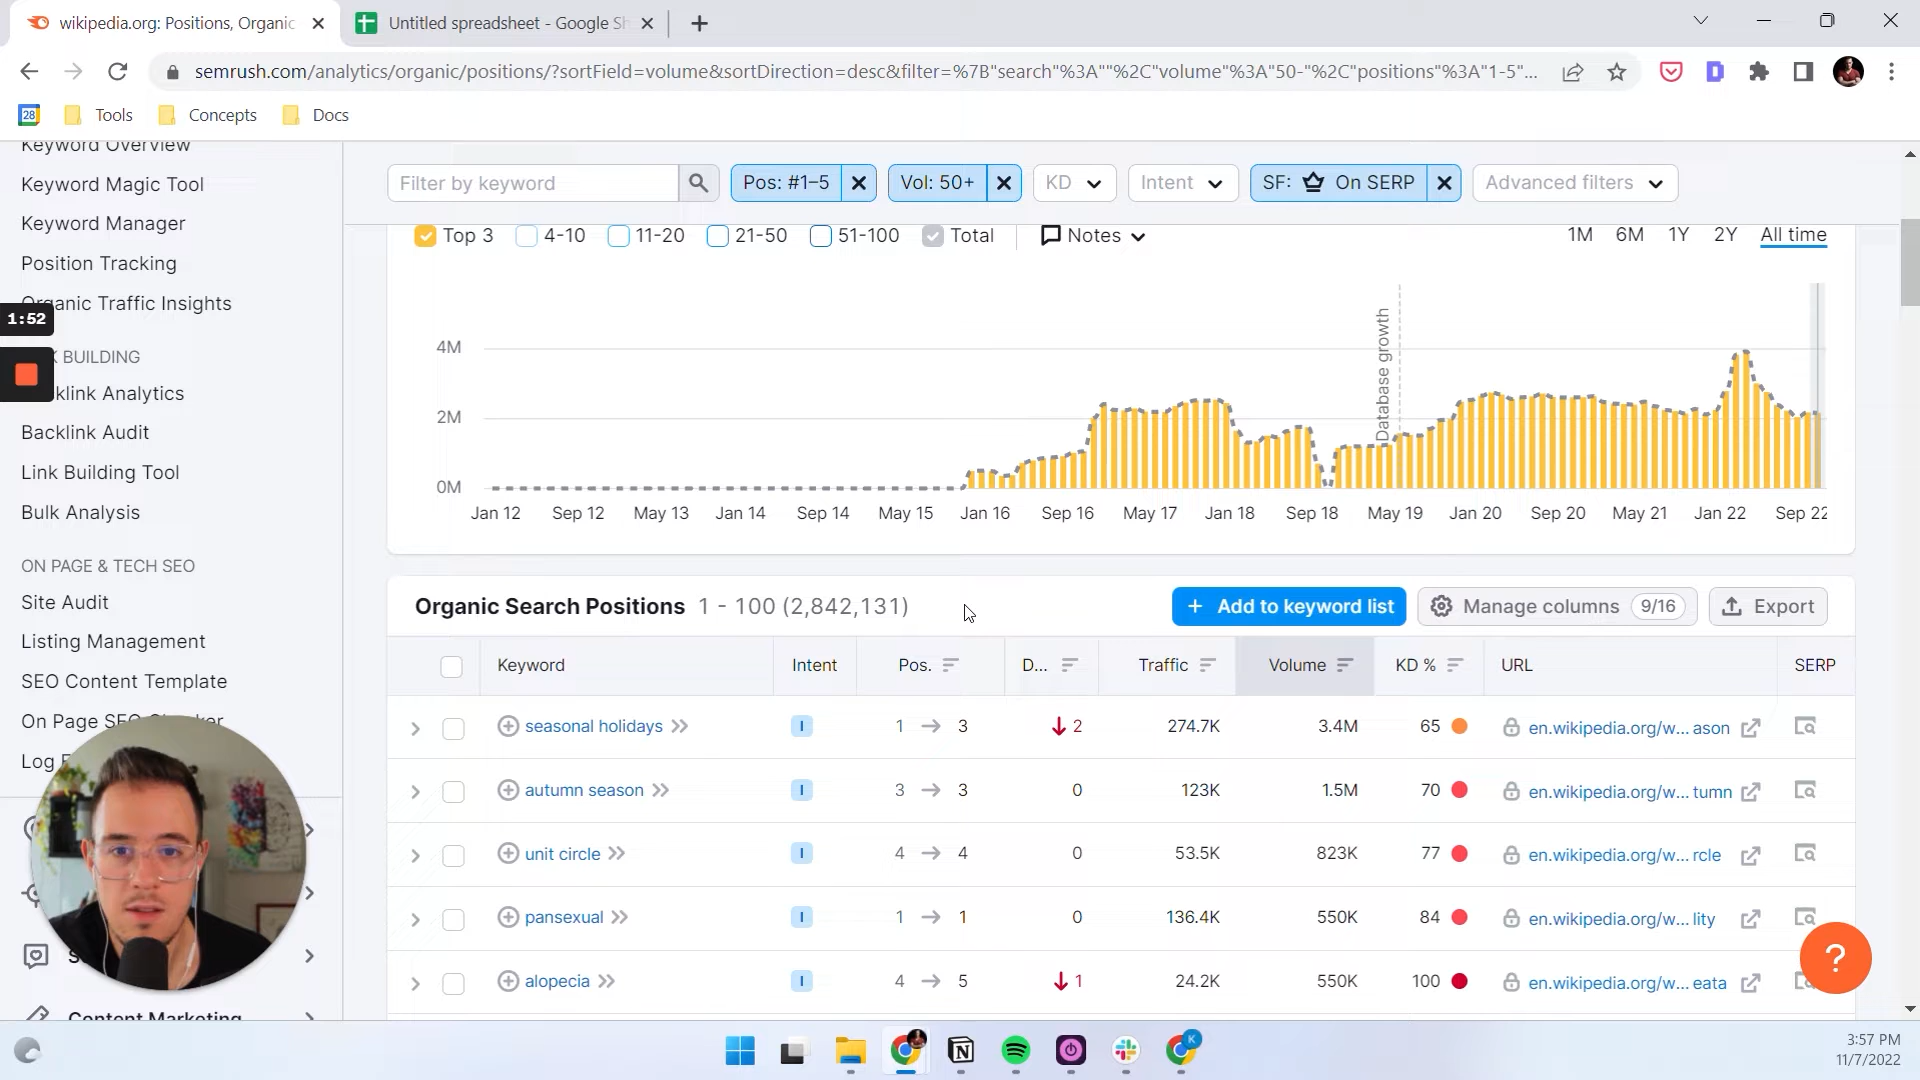 wikipedia.org: Positions, Organic
Untitled spreadsheet - Google Sh
semrush.com/analytics/organic/positions/?sortField=volume&sortDirection=desc&filter=%7B"search"%3A""%2C"volume"%3A"50-"%2C"positions"%3A"1-5"...
28
Tools
Concepts
Docs
Keyword Overview
Keyword Magic Tool
Keyword Manager
Position Tracking
Organic Traffic Insights
1:52
BUILDING
klink Analytics
Backlink Audit
Link Building Tool
Bulk Analysis
ON PAGE & TECH SEO
Site Audit
Listing Management
SEO Content Template
On Page SEO Checker
Log
Content Marketing
Filter by keyword
Pos: #1–5
Vol: 50+
KD
Intent
SF: On SERP
Advanced filters
Top 3
4-10
11-20
21-50
51-100
Total
Notes
1M 6M 1Y 2Y All time
4M
2M
0M
Database growth
Jan 12 Sep 12 May 13 Jan 14 Sep 14 May 15 Jan 16 Sep 16 May 17 Jan 18 Sep 18 May 19 Jan 20 Sep 20 May 21 Jan 22 Sep 22
Organic Search Positions 1 - 100 (2,842,131)
+ Add to keyword list
Manage columns 9/16
Export
Keyword Intent Pos. D... Traffic Volume KD % URL SERP
seasonal holidays I 1 → 3 ↓ 2 274.7K 3.4M 65 en.wikipedia.org/w... ason
autumn season I 3 → 3 0 123K 1.5M 70 en.wikipedia.org/w... tumn
unit circle I 4 → 4 0 53.5K 823K 77 en.wikipedia.org/w... rcle
pansexual I 1 → 1 0 136.4K 550K 84 en.wikipedia.org/w... lity
alopecia I 4 → 5 ↓ 1 24.2K 550K 100 en.wikipedia.org/w... eata
?
K
3:57 PM
11/7/2022